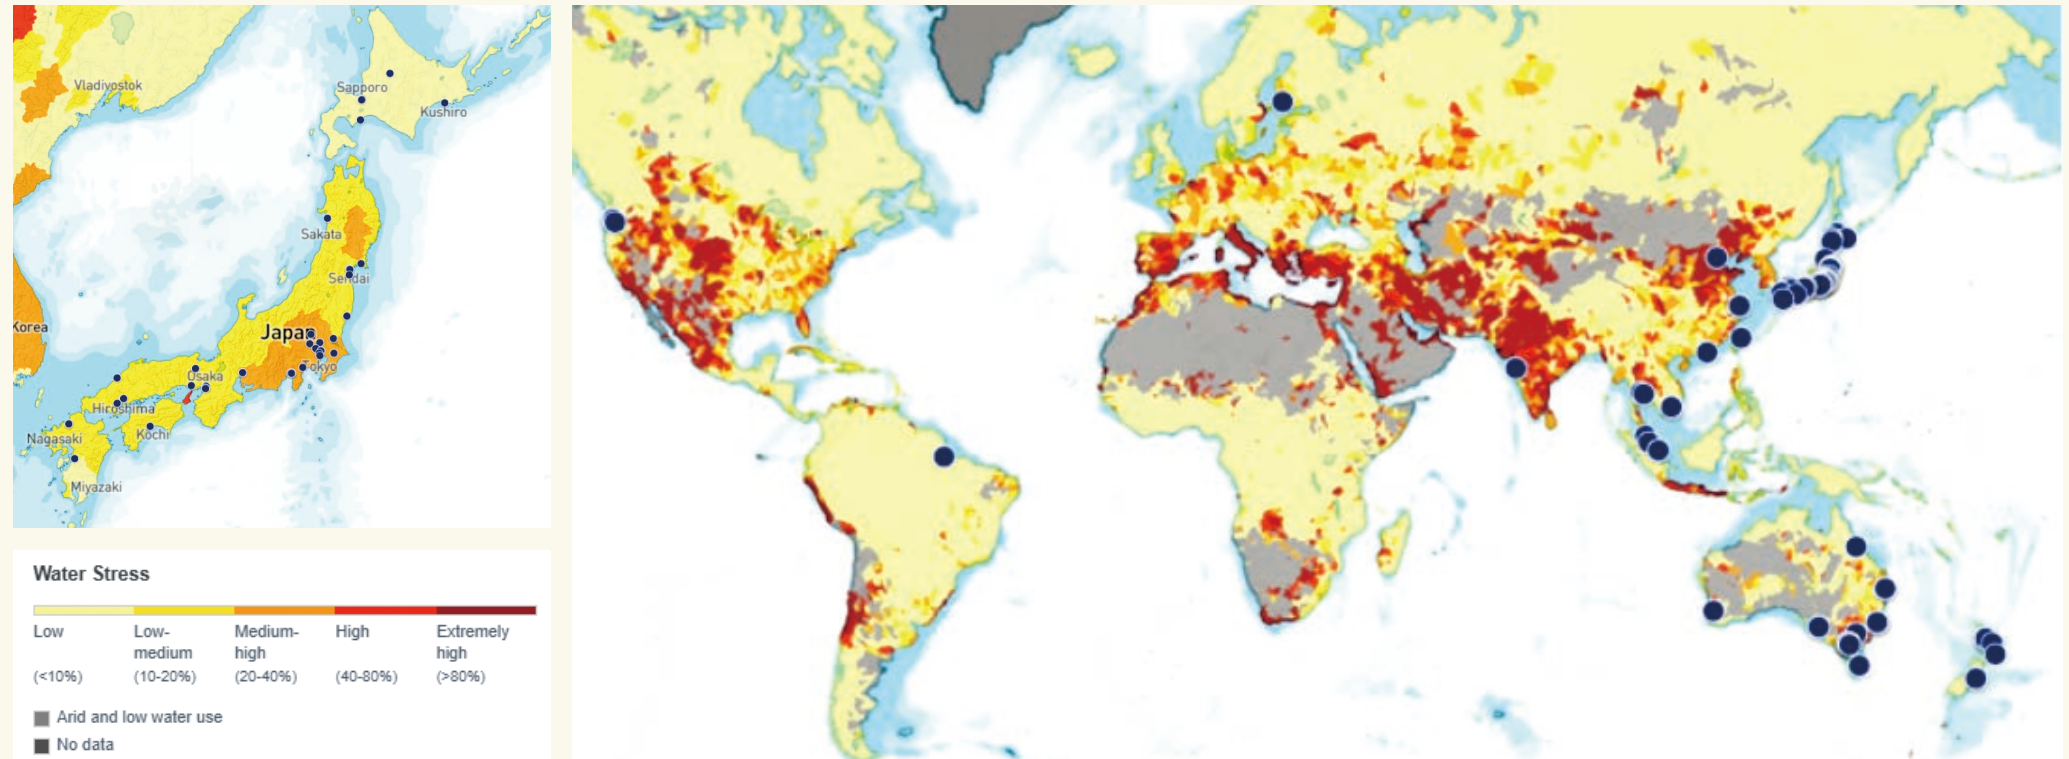 Vladivostok
Sapporo
Kushiro
Sakata
Sendai
Korea
Japan
Tokyo
Osaka
Hiroshima
Nagasaki
Kochi
Miyazaki
Water Stress
Low
Low-
medium
Medium-
high
High
Extremely
high
(<10%)
(10-20%)
(20-40%)
(40-80%)
(>80%)
Arid and low water use
No data